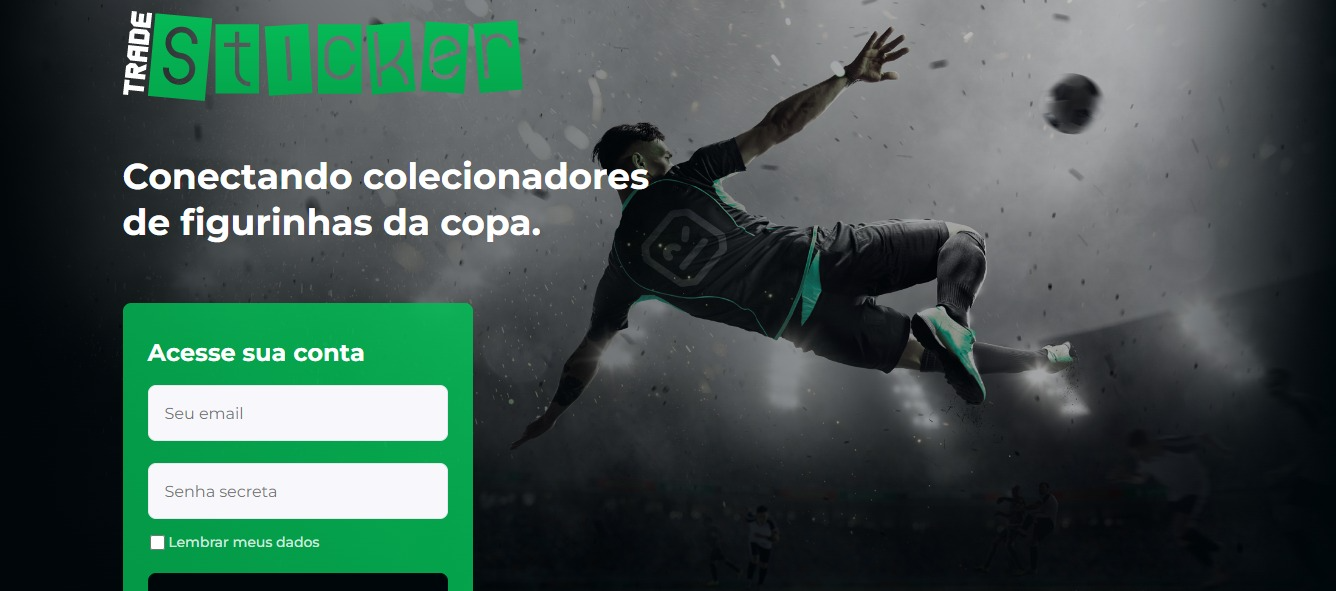 TRADE Sticker
Conectando colecionadores
de figurinhas da copa.
Acesse sua conta
Seu email
Senha secreta
Lembrar meus dados